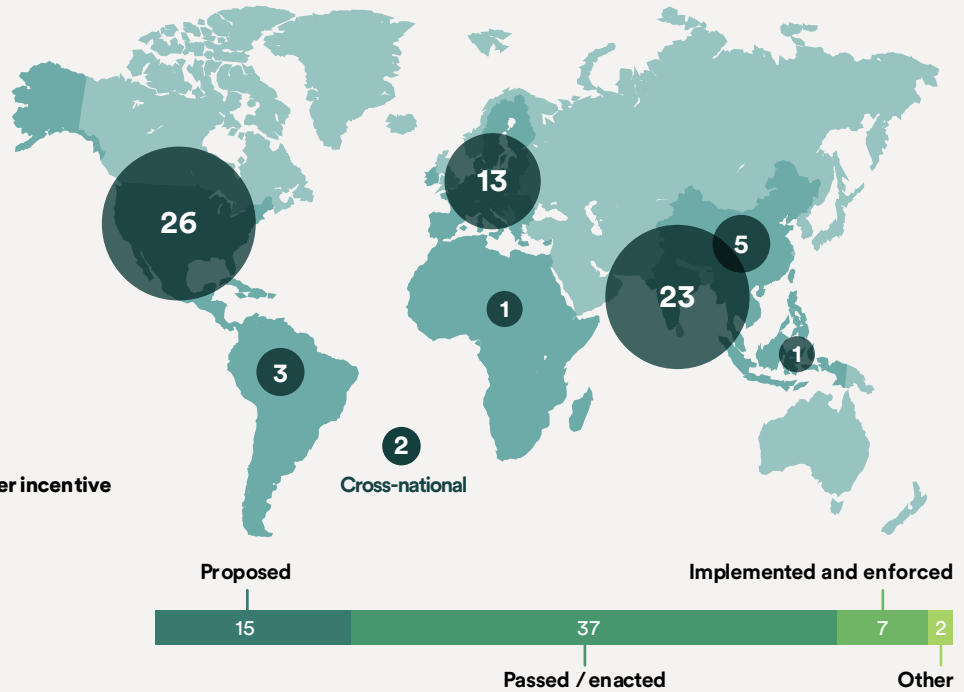 26
13
5
23
1
1
3
2
Cross-national
incentive
Proposed
Implemented and enforced
15
37
7
2
Passed / enacted
Other